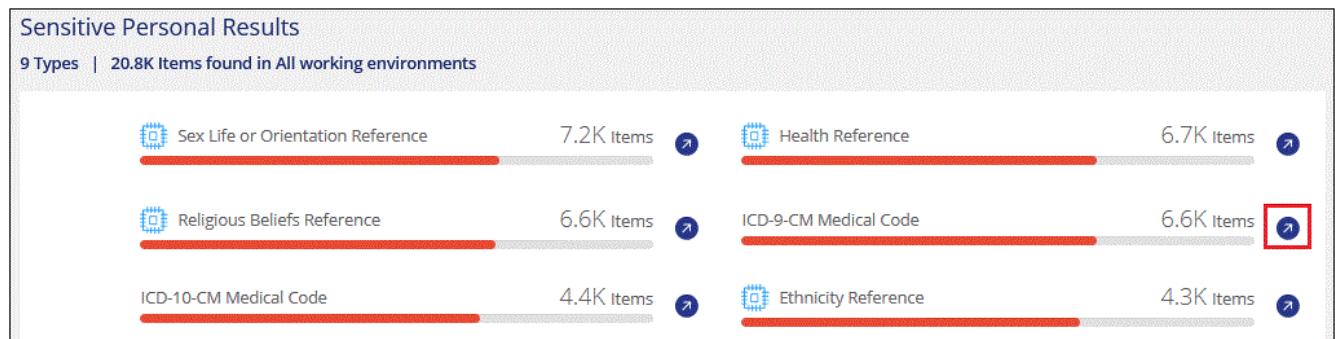 Sensitive Personal Results
9 Types | 20.8K Items found in All working environments
Sex Life or Orientation Reference 7.2K Items
Health Reference 6.7K Items
Religious Beliefs Reference 6.6K Items
ICD-9-CM Medical Code 6.6K Items
ICD-10-CM Medical Code 4.4K Items
Ethnicity Reference 4.3K Items